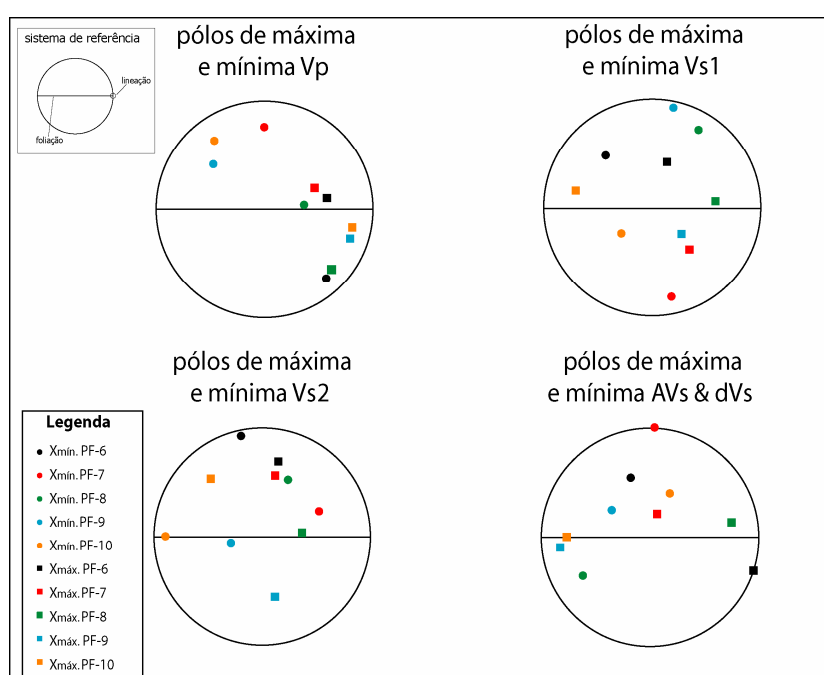 sistema de referência
lineação
foliação
pólos de máxima
e mínima Vp
pólos de máxima
e mínima Vs1
pólos de máxima
e mínima Vs2
pólos de máxima
e mínima AVs & dVs
Legenda
Xmín. PF-6
Xmín. PF-7
Xmín. PF-8
Xmín. PF-9
Xmín. PF-10
Xmáx. PF-6
Xmáx. PF-7
Xmáx. PF-8
Xmáx. PF-9
Xmáx. PF-10